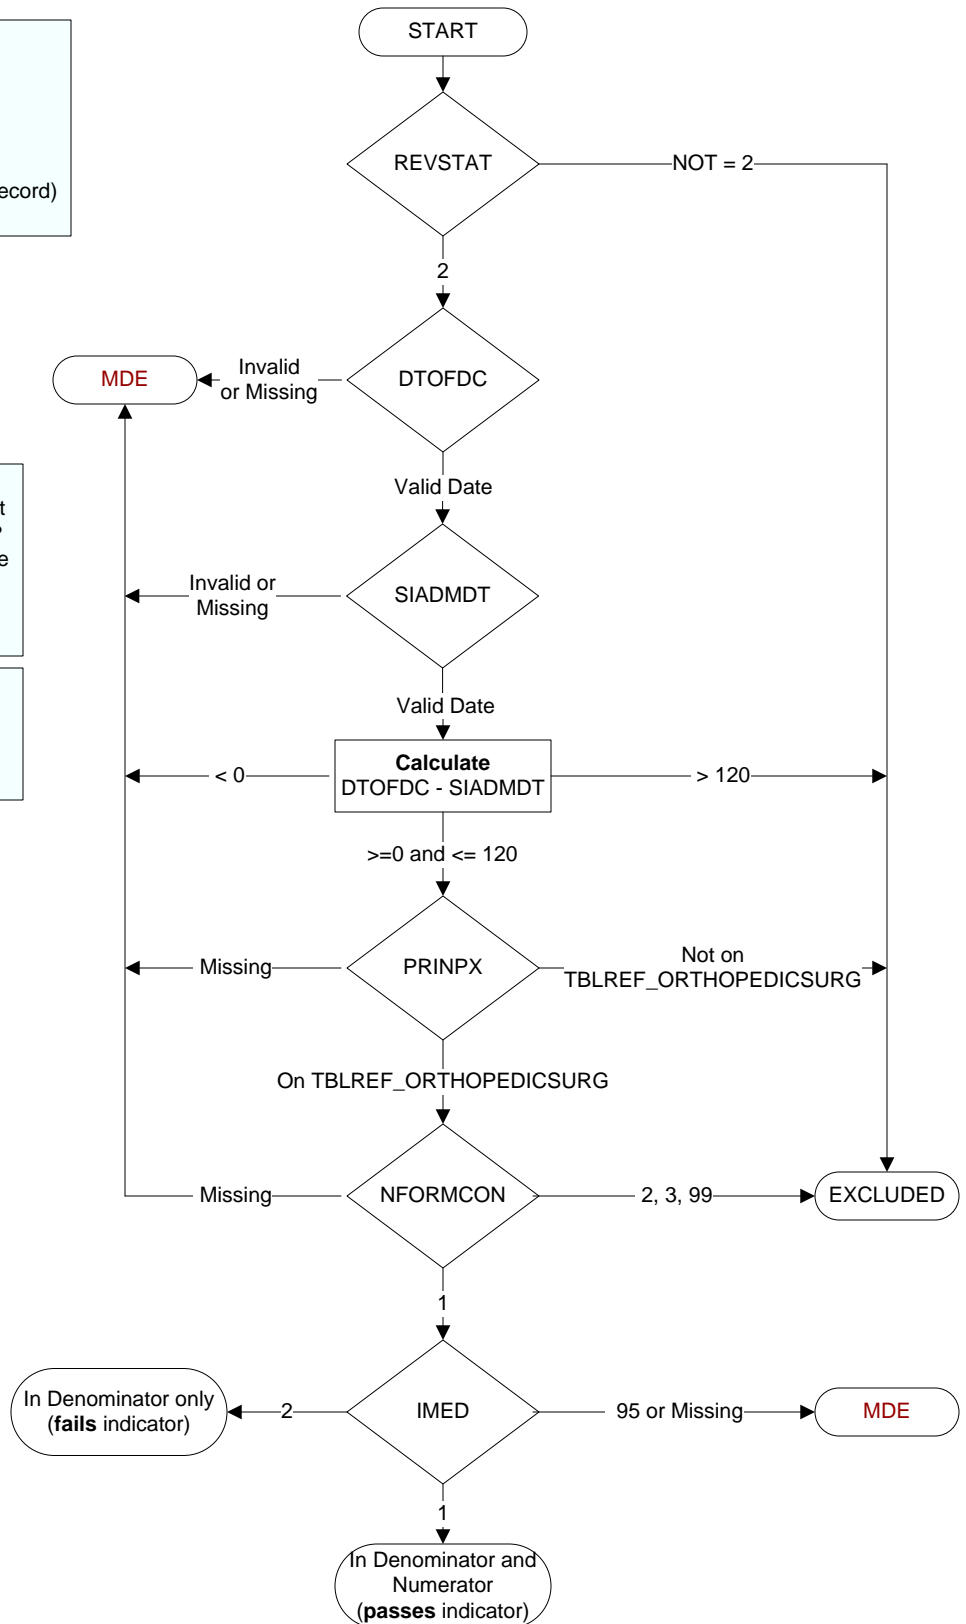 START
ecord)
REVSTAT
NOT = 2
2
MDE
Invalid
or Missing
DTOFDC
Valid Date
t
e
Invalid or
Missing
SIADMDT
Valid Date
< 0
Calculate
DTOFDC - SIADMDT
> 120
>=0 and <= 120
Missing
PRINPX
Not on
TBLREF_ORTHOPEDICSURG
On TBLREF_ORTHOPEDICSURG
Missing
NFORMCON
2, 3, 99
EXCLUDED
1
In Denominator only
(fails indicator)
2
IMED
95 or Missing
MDE
1
In Denominator and
Numerator
(passes indicator)